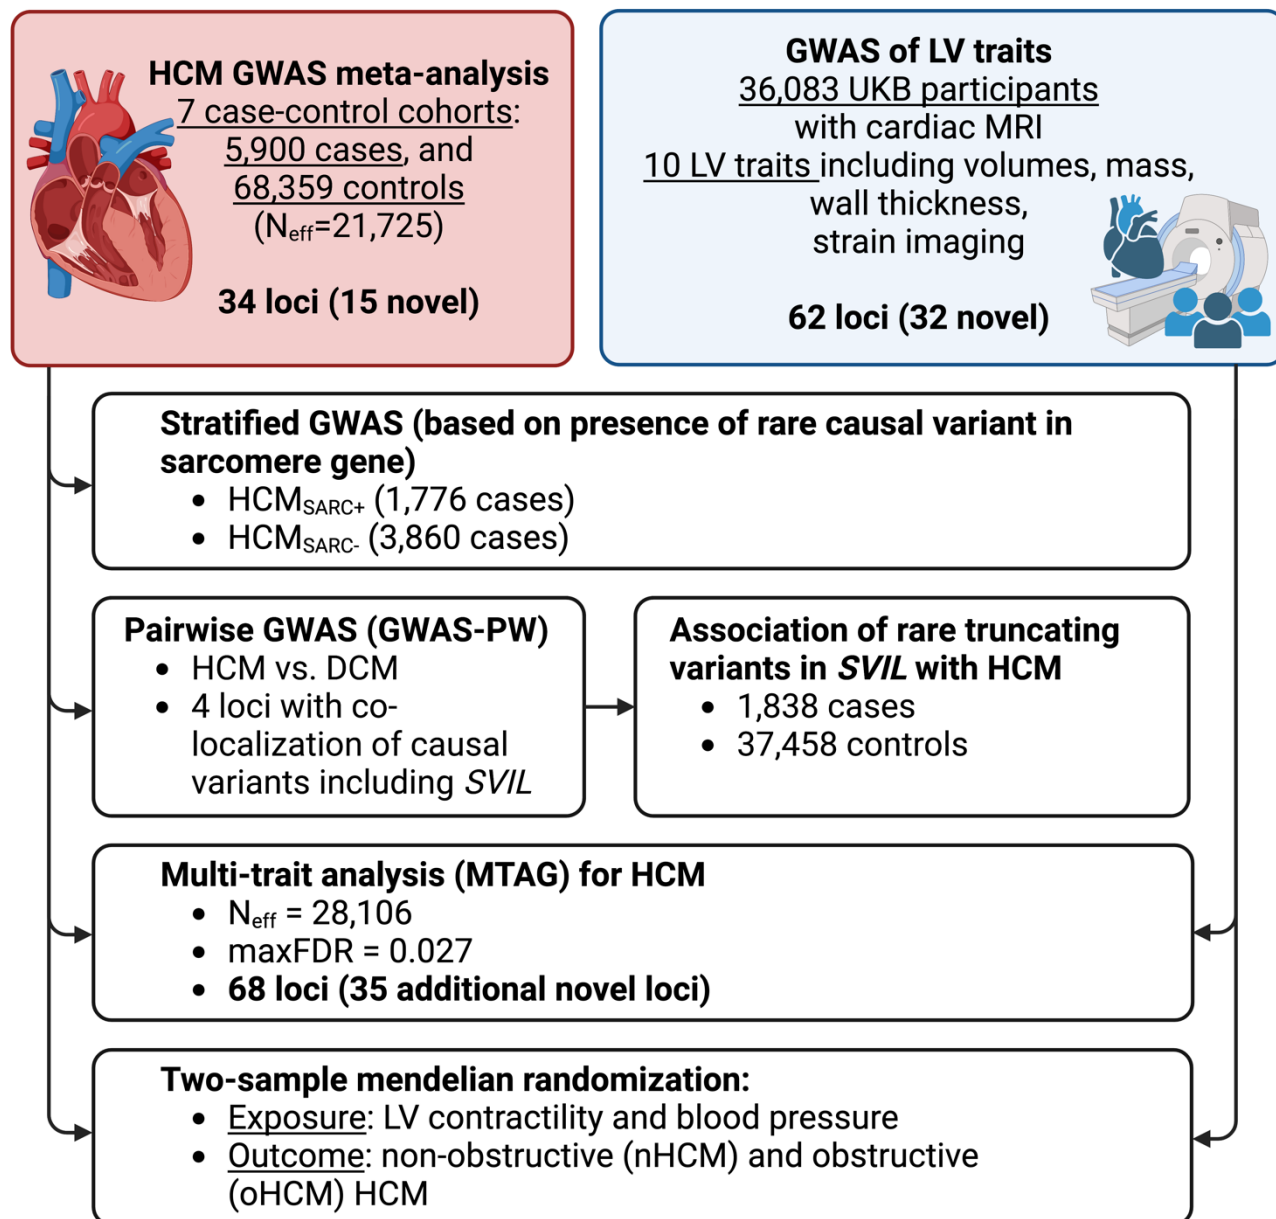 HCM GWAS meta-analysis
7 case-control cohorts:
5,900 cases, and
68,359 controls
(Neff=21,725)
34 loci (15 novel)
GWAS of LV traits
36,083 UKB participants
with cardiac MRI
10 LV traits including volumes, mass,
wall thickness,
strain imaging
62 loci (32 novel)
Stratified GWAS (based on presence of rare causal variant in
sarcomere gene)
• HCMSARC+ (1,776 cases)
• HCMSARC- (3,860 cases)
Pairwise GWAS (GWAS-PW)
• HCM vs. DCM
• 4 loci with co-
localization of causal
variants including SVIL
Association of rare truncating
variants in SVIL with HCM
• 1,838 cases
• 37,458 controls
Multi-trait analysis (MTAG) for HCM
• Neff = 28,106
• maxFDR = 0.027
• 68 loci (35 additional novel loci)
Two-sample mendelian randomization:
• Exposure: LV contractility and blood pressure
• Outcome: non-obstructive (nHCM) and obstructive
(oHCM) HCM